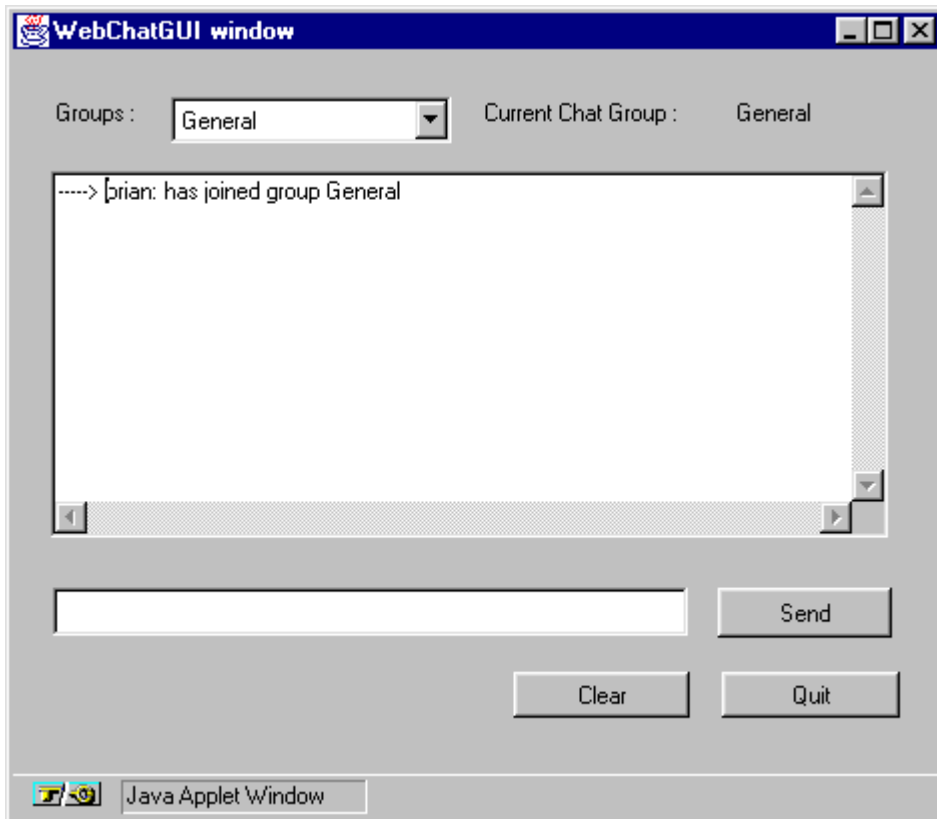 WebChatGUI window
Groups : General Current Chat Group : General
-----> brian: has joined group General
Send
Clear Quit
Java Applet Window